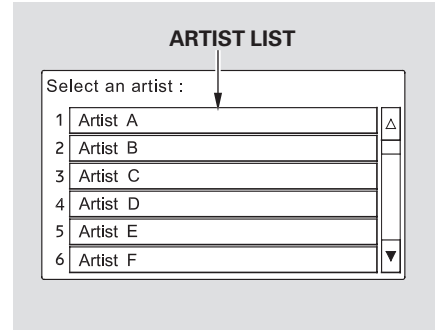 ARTIST LIST
Select an artist :
1 Artist A
2 Artist B
3 Artist C
4 Artist D
5 Artist E
6 Artist F